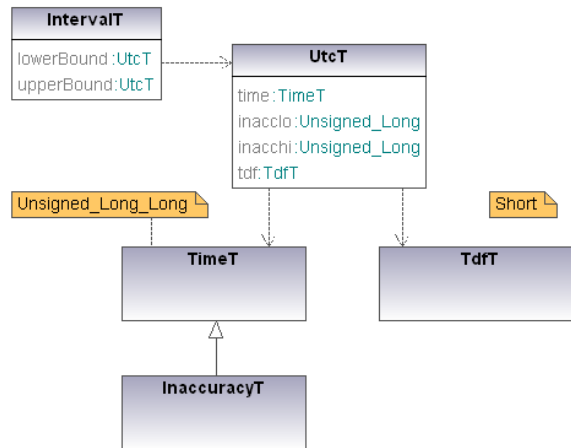 IntervalT
lowerBound:UtcT
upperBound:UtcT
UtcT
time:TimeT
inacclo:Unsigned_Long
inacchi:Unsigned_Long
tdf:TdfT
Unsigned_Long_Long
Short
TimeT
TdfT
InaccuracyT